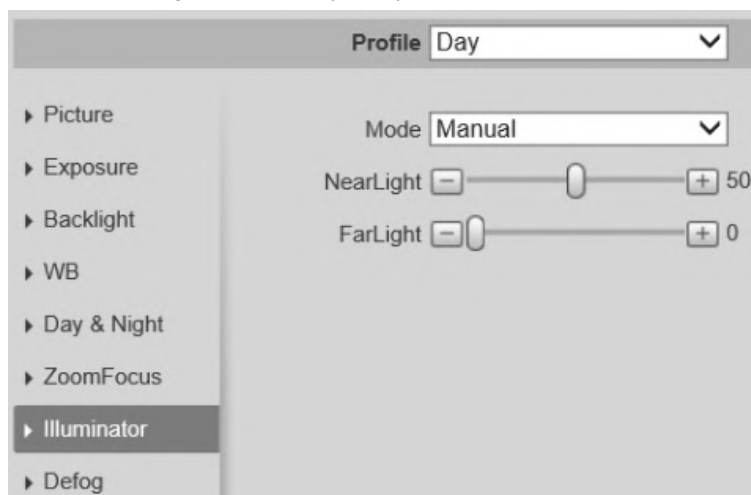 Profile Day
Picture
Exposure
Backlight
WB
Day & Night
ZoomFocus
Illuminator
Defog
Mode Manual
NearLight 50
FarLight 0